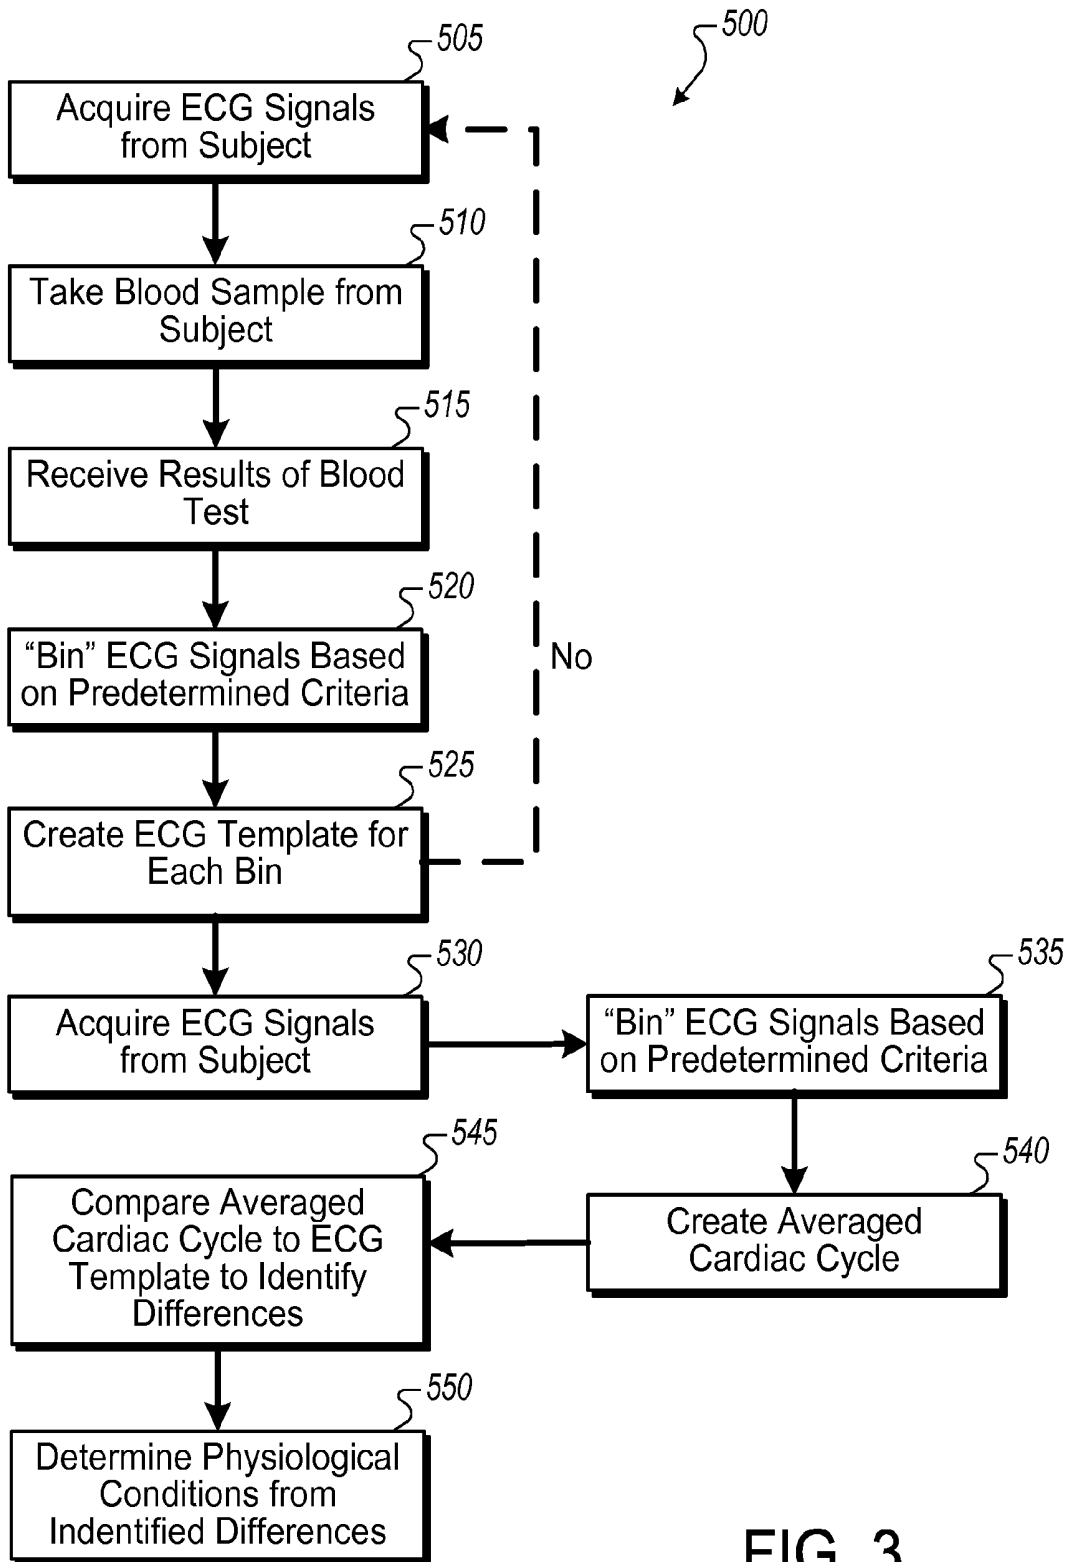 500
505
Acquire ECG Signals
from Subject
510
Take Blood Sample from
Subject
515
Receive Results of Blood
Test
520
“Bin” ECG Signals Based
on Predetermined Criteria
No
525
Create ECG Template for
Each Bin
530
Acquire ECG Signals
from Subject
535
“Bin” ECG Signals Based
on Predetermined Criteria
540
Create Averaged
Cardiac Cycle
545
Compare Averaged
Cardiac Cycle to ECG
Template to Identify
Differences
550
Determine Physiological
Conditions from
Indentified Differences
FIG. 3